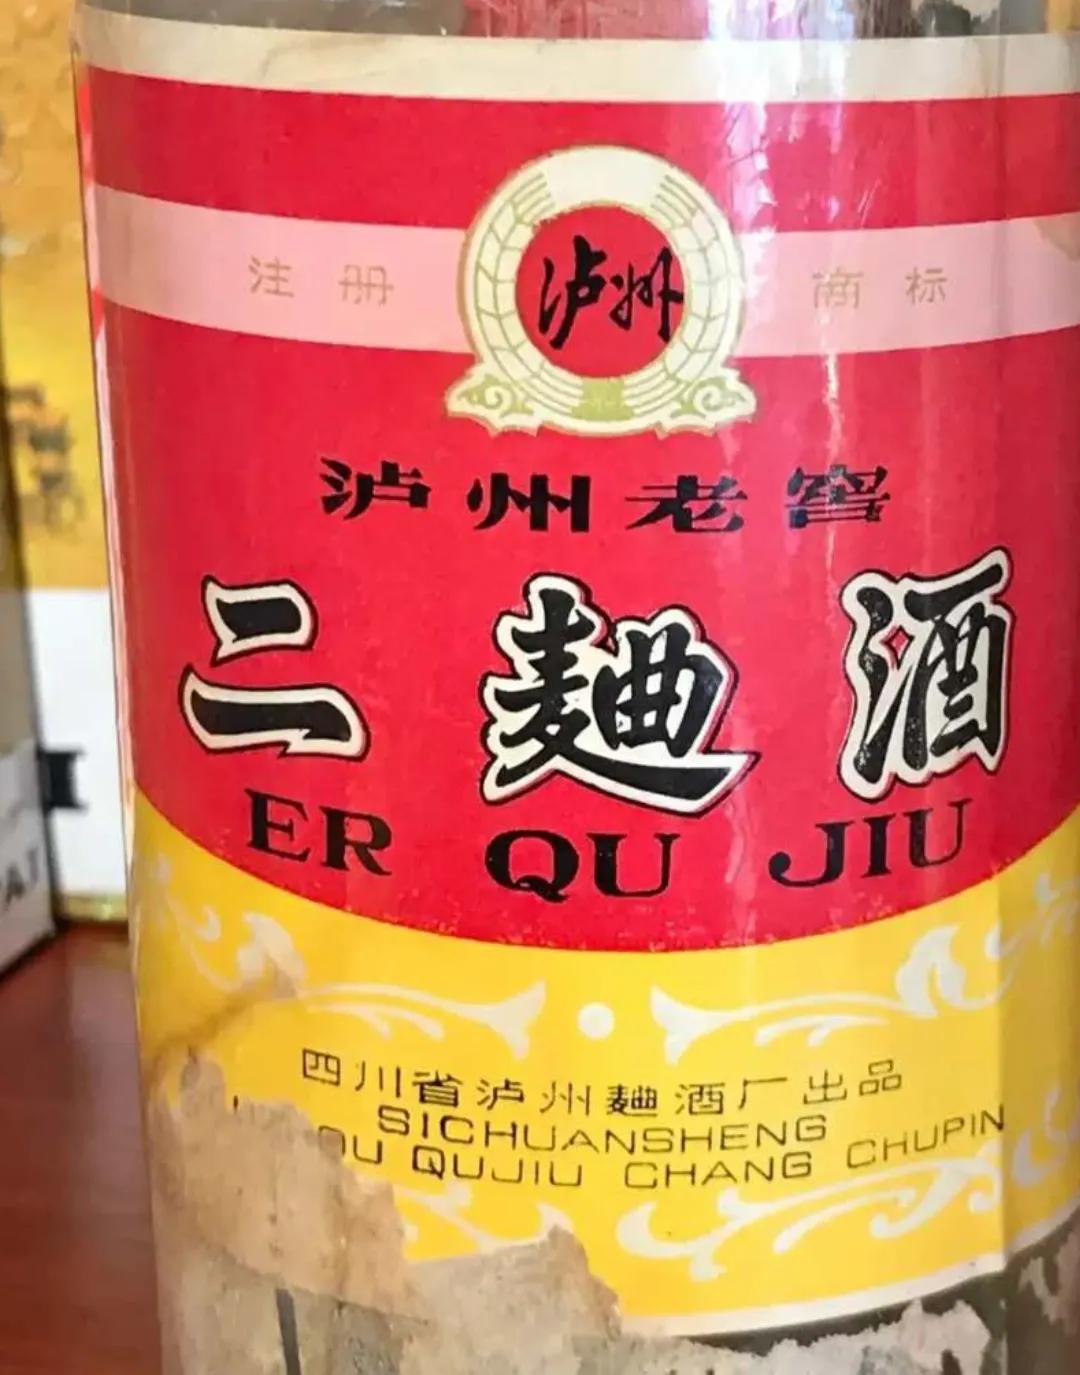 泸州
注册 商标
泸州老窖
二麯酒
ER QU JIU
四川省泸州麯酒厂出品
SICHUANSHENG
OU QUJIU CHANG CHUPIN